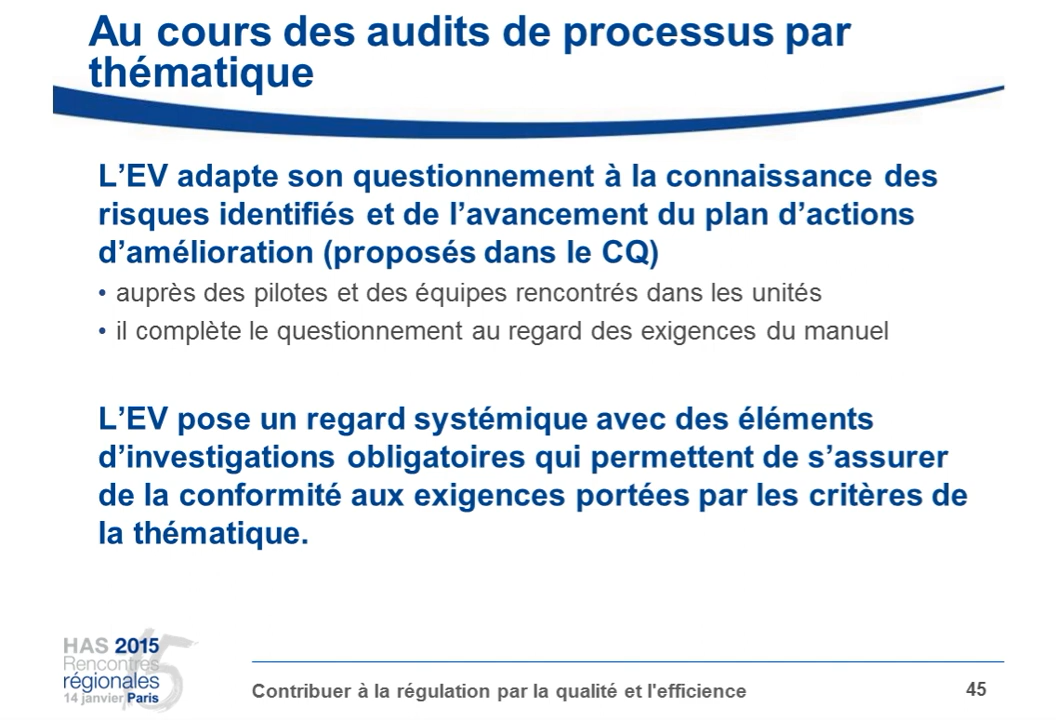 Au cours des audits de processus par
thématique
L’EV adapte son questionnement à la connaissance des
risques identifiés et de l’avancement du plan d’actions
d’amélioration (proposés dans le CQ)
• auprès des pilotes et des équipes rencontrés dans les unités
• il complète le questionnement au regard des exigences du manuel
L’EV pose un regard systémique avec des éléments
d’investigations obligatoires qui permettent de s’assurer
de la conformité aux exigences portées par les critères de
la thématique.
HAS 2015
Rencontres
régionales
14 janvier Paris
15
Contribuer à la régulation par la qualité et l'efficience
45